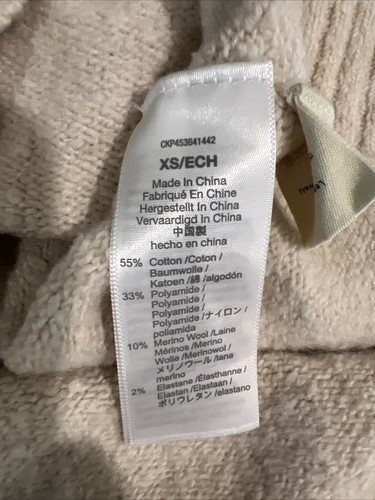 CKP453641442
XS/ECH
Made In China
Fabriqué En Chine
Hergestellt In China
Vervaardigd In China
中国製
hecho en china
55% Cotton /Coton /
Baumwolle /
Katoen /綿 /algodón
33% Polyamide /
Polyamide /
Polyamide /ナイロン /
poliamida
10% Merino Wool /Laine
Mérinos /Merino
Wolle /Merinowol /
メリノウール /lana
merino
2% Elastane /Élasthanne /
Elastan /Elastaan /
ポリウレタン /elastano